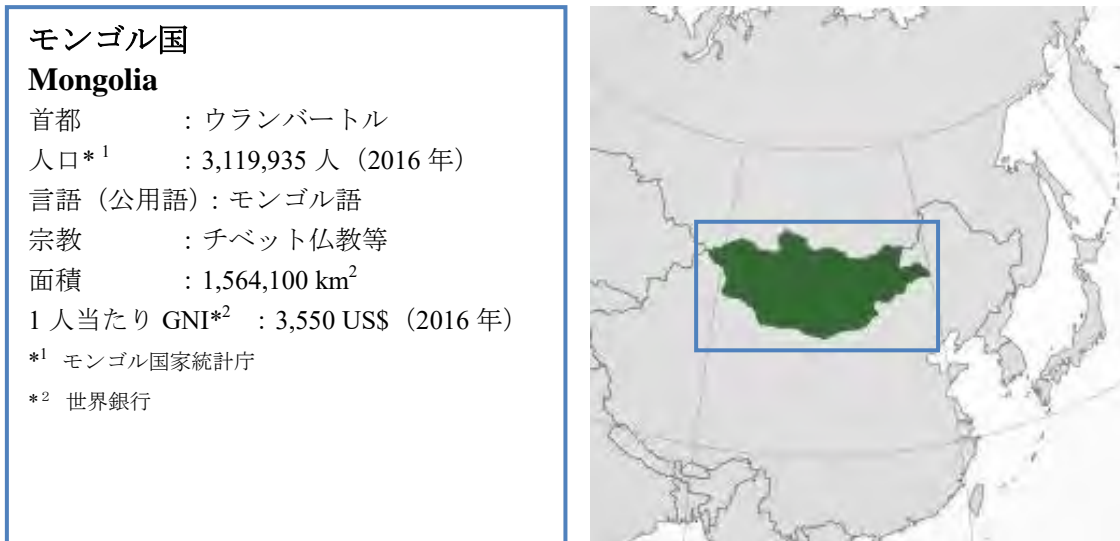 モンゴル国
Mongolia
首都 : ウランバートル
人口*1 : 3,119,935 人（2016 年）
言語（公用語）: モンゴル語
宗教 : チベット仏教等
面積 : 1,564,100 km2
1 人当たり GNI*2 : 3,550 US$（2016 年）
*1 モンゴル国家統計庁
*2 世界銀行